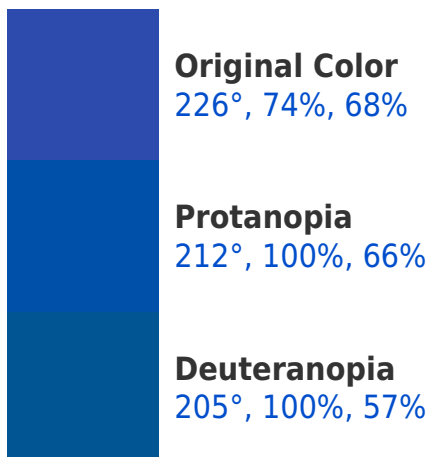 Original Color
226°, 74%, 68%
Protanopia
212°, 100%, 66%
Deuteranopia
205°, 100%, 57%